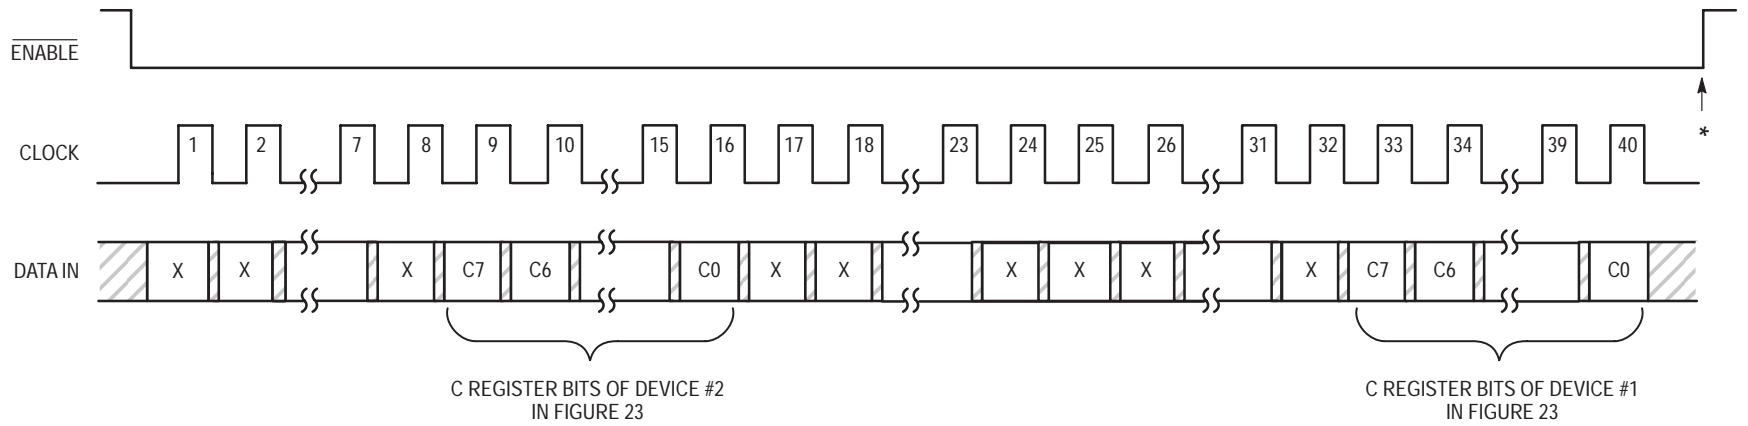 ENABLE
CLOCK 1 2 7 8 9 10 15 16 17 18 23 24 25 26 31 32 33 34 39 40 *
DATA IN X X X C7 C6 C0 X X X X X X C7 C6 C0
C REGISTER BITS OF DEVICE #2
IN FIGURE 23
C REGISTER BITS OF DEVICE #1
IN FIGURE 23